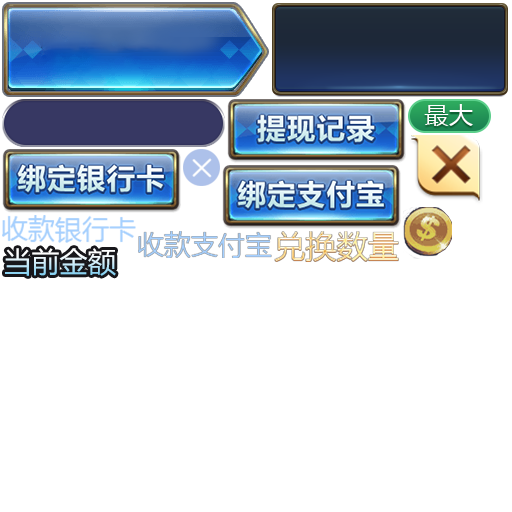 最大
提现记录
绑定银行卡
绑定支付宝
收款银行卡
收款支付宝
兑换数量
当前金额